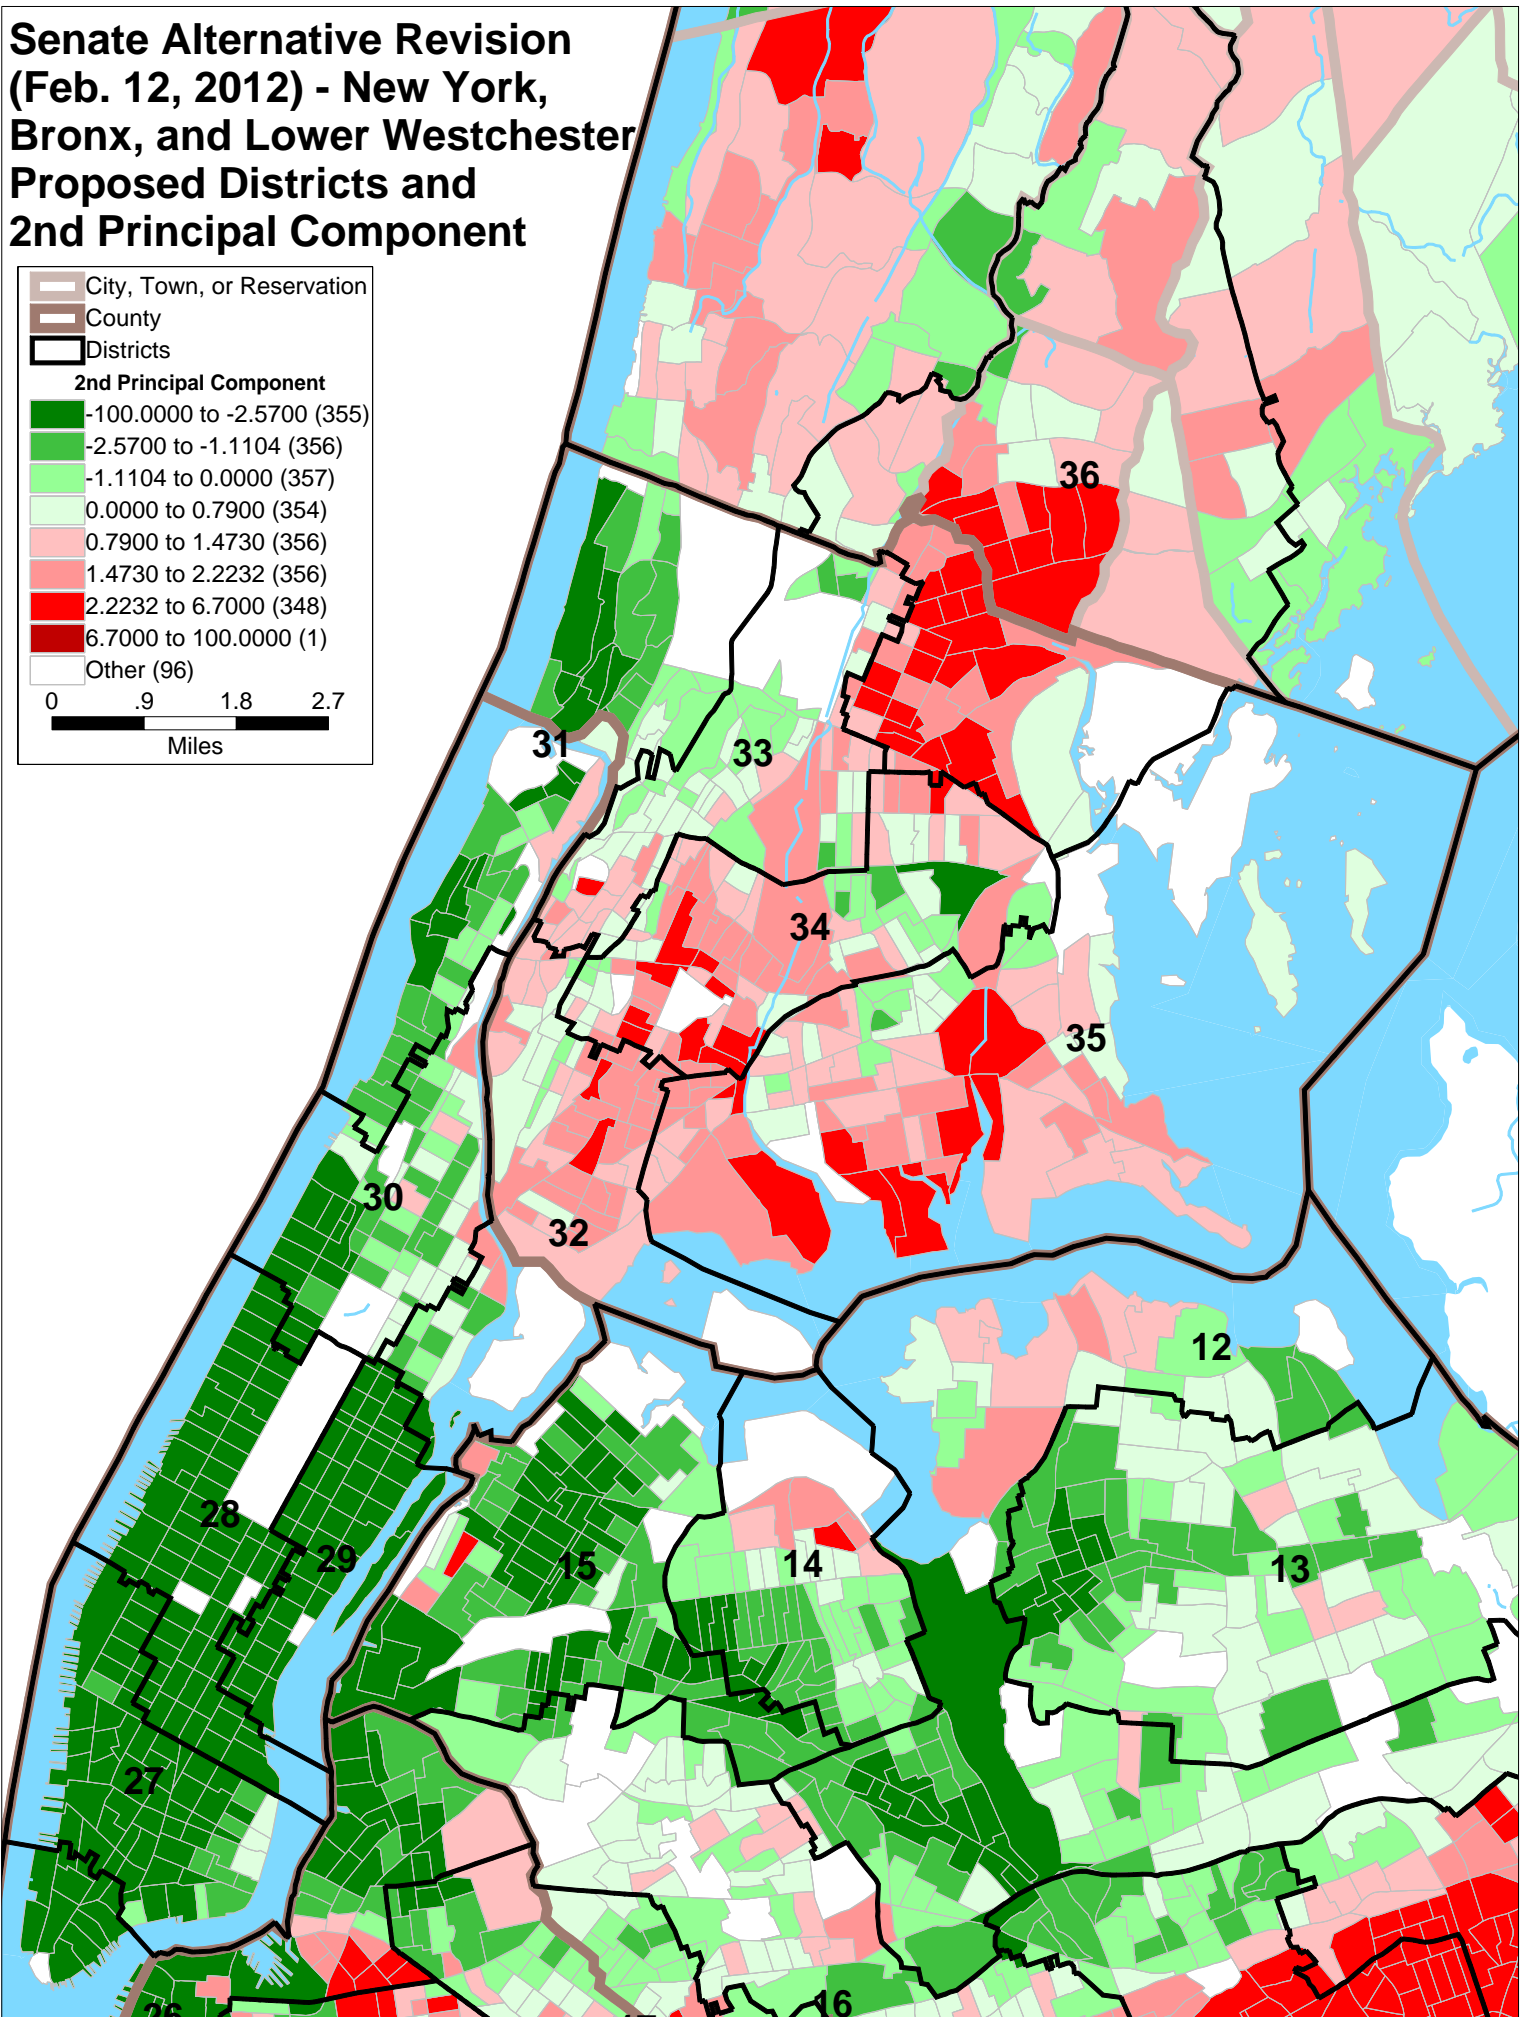 Senate Alternative Revision
(Feb. 12, 2012) - New York,
Bronx, and Lower Westchester
Proposed Districts and
2nd Principal Component
City, Town, or Reservation
County
Districts
2nd Principal Component
-100.0000 to -2.5700 (355)
-2.5700 to -1.1104 (356)
-1.1104 to 0.0000 (357)
0.0000 to 0.7900 (354)
0.7900 to 1.4730 (356)
1.4730 to 2.2232 (356)
2.2232 to 6.7000 (348)
6.7000 to 100.0000 (1)
Other (96)
0 .9 1.8 2.7
Miles
36
31
33
34
35
30
32
12
28
29
15
14
13
27
26
16